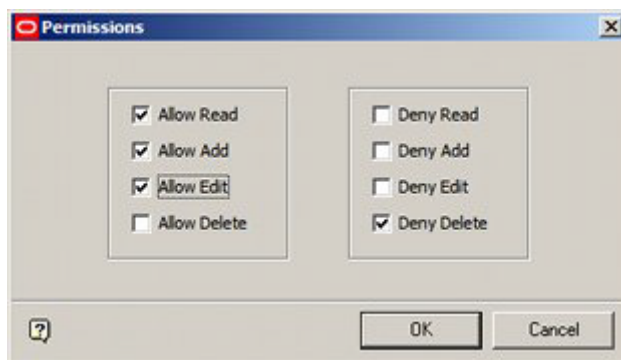 Permissions
Allow Read
Allow Add
Allow Edit
Allow Delete
Deny Read
Deny Add
Deny Edit
Deny Delete
OK
Cancel